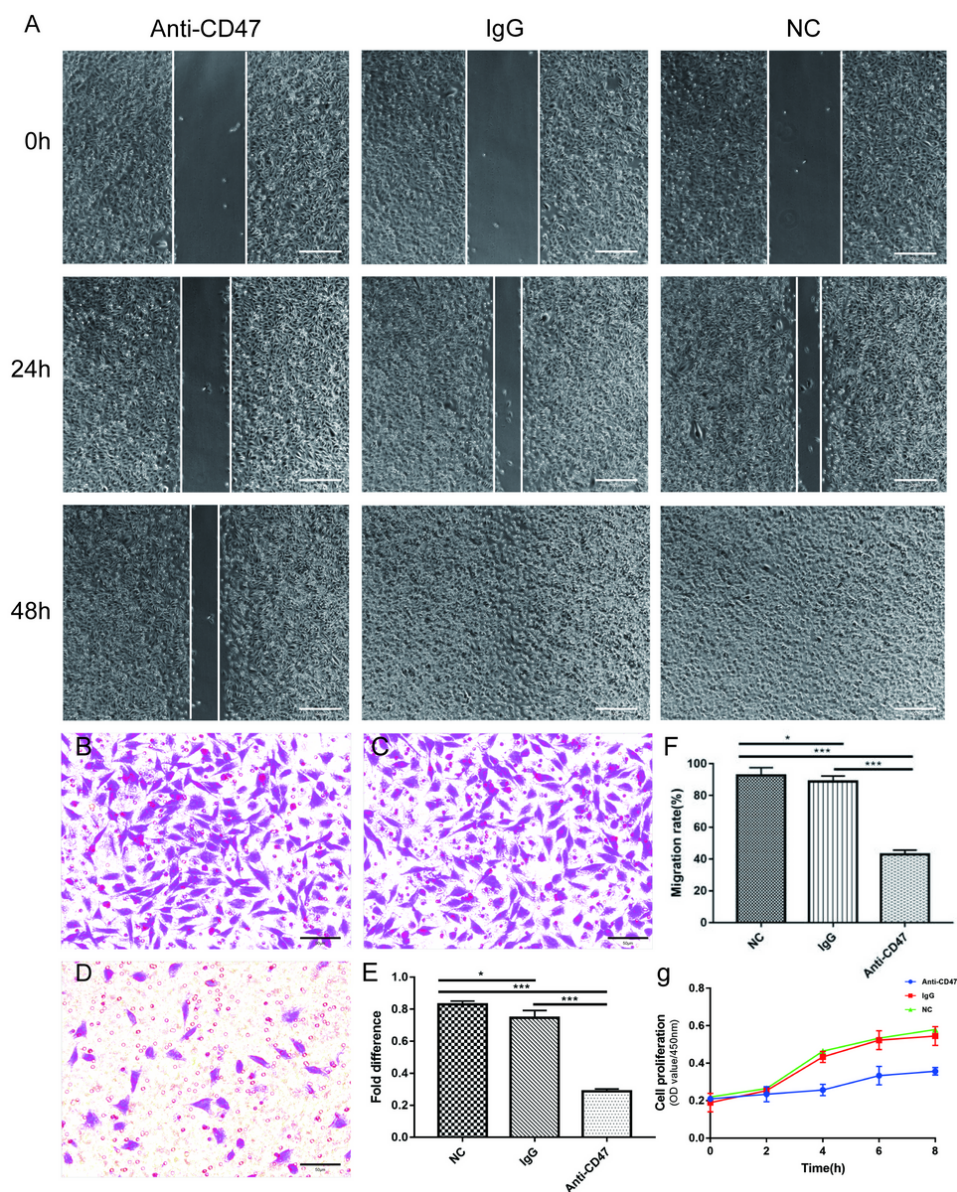 A
Anti-CD47
IgG
NC
0h
24h
48h
B
C
F
*
***
***
Migration rate(%)
100
80
60
40
20
0
NC
IgG
Anti-CD47
50μm
50μm
D
50μm
E
*
***
***
Fold difference
0.8
0.6
0.4
0.2
0.0
NC
IgG
Anti-CD47
g
Anti-CD47
IgG
NC
Cell proliferation
(OD value/450nm)
0.8
0.6
0.4
0.2
0.0
0
2
4
6
8
Time(h)